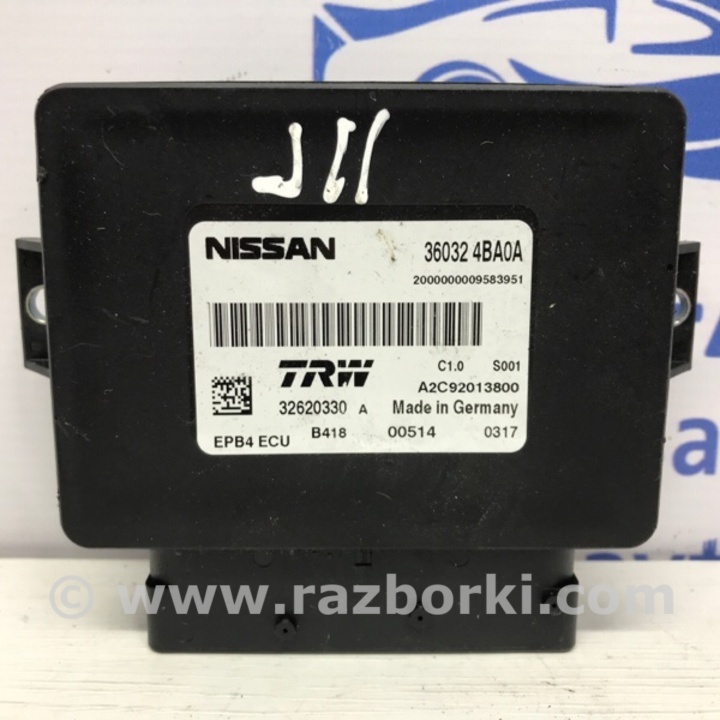 NISSAN 36032 4BA0A
2000000009583951
TRW C1.0 S001
A2C92013800
32620330 A Made in Germany
EPB4 ECU B418 00514 0317
© www.razborki.com